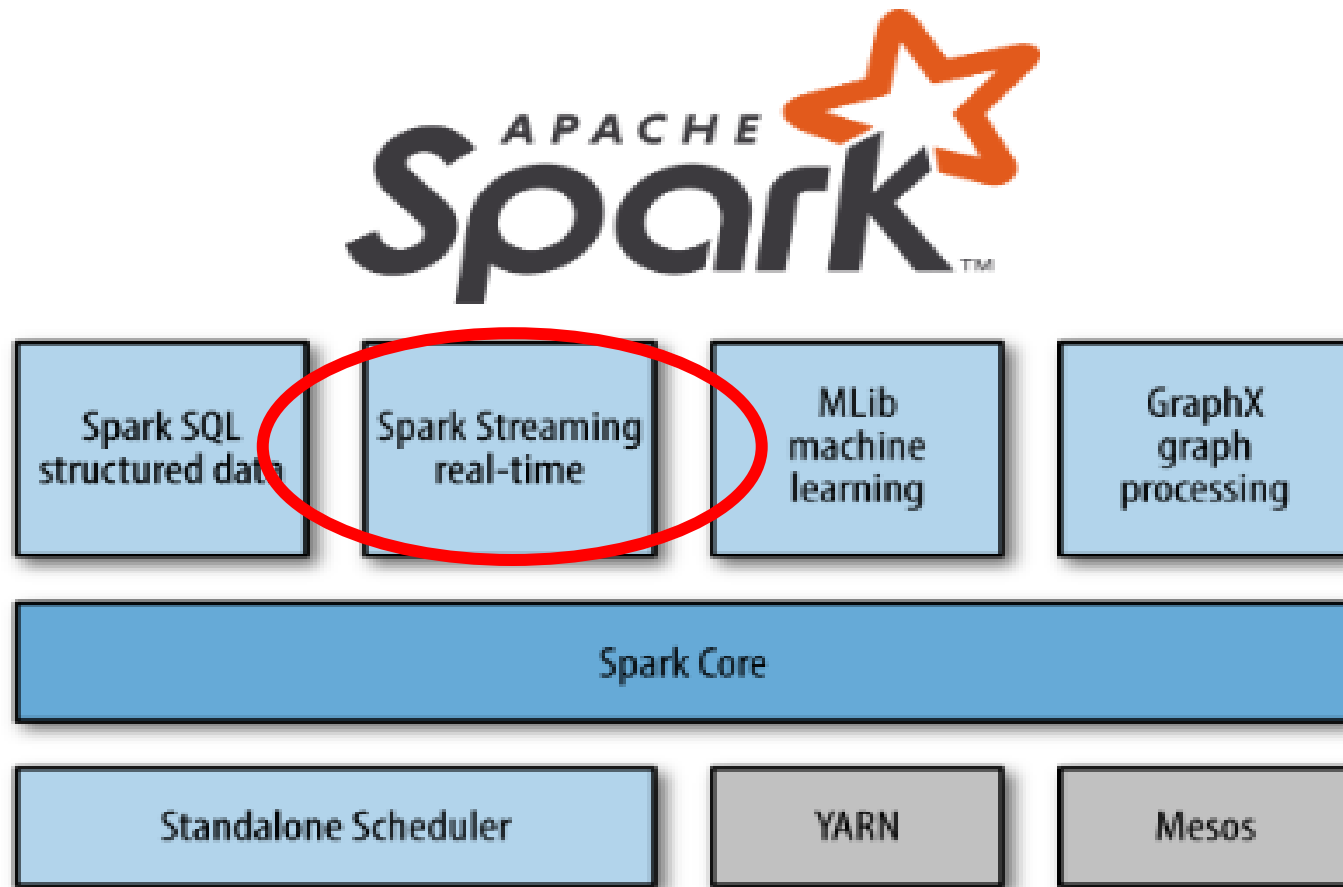 APACHE
Spark
TM
Spark SQL
structured data
Spark Streaming
real-time
MLib
machine
learning
GraphX
graph
processing
Spark Core
Standalone Scheduler
YARN
Mesos